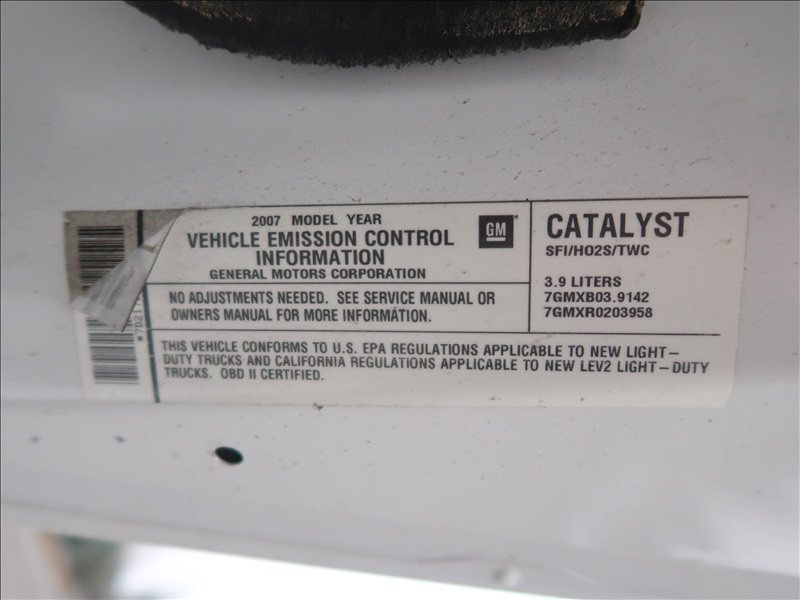 2007 MODEL YEAR
VEHICLE EMISSION CONTROL
INFORMATION
GENERAL MOTORS CORPORATION
GM
NO ADJUSTMENTS NEEDED. SEE SERVICE MANUAL OR
OWNERS MANUAL FOR MORE INFORMATION.
CATALYST
SFI/HO2S/TWC
3.9 LITERS
7GMXB03.9142
7GMXR0203958
THIS VEHICLE CONFORMS TO U.S. EPA REGULATIONS APPLICABLE TO NEW LIGHT-
DUTY TRUCKS AND CALIFORNIA REGULATIONS APPLICABLE TO NEW LEV2 LIGHT-DUTY
TRUCKS. OBD II CERTIFIED.